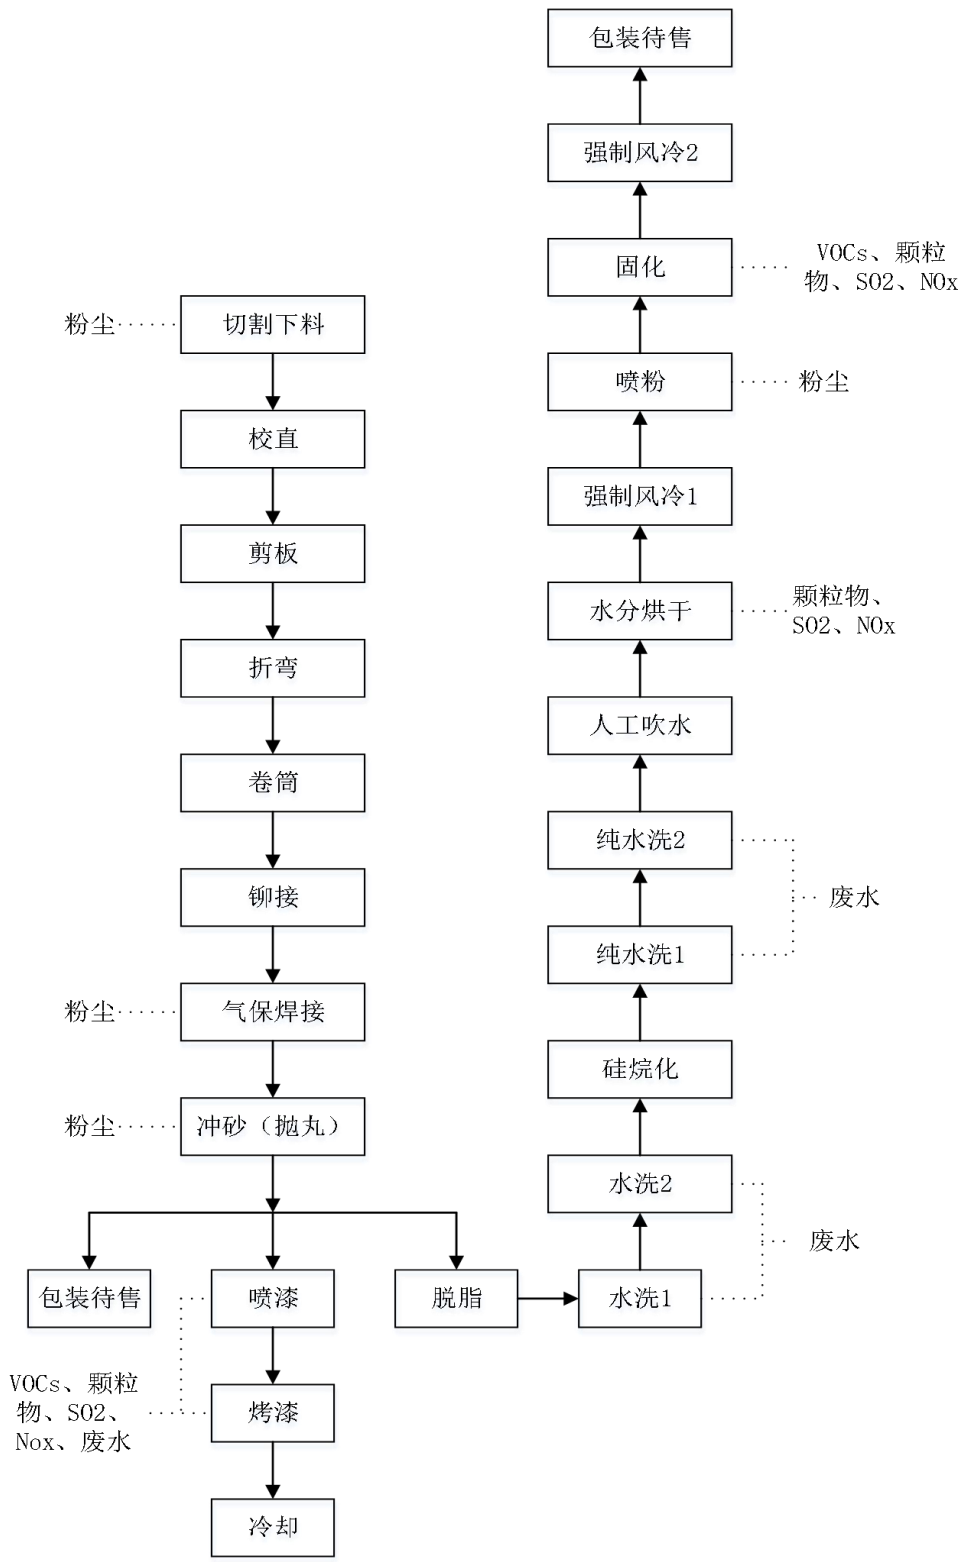 包装待售
强制风冷2
固化
VOCs、颗粒
物、SO2、NOx
粉尘
切割下料
喷粉
粉尘
校直
强制风冷1
剪板
水分烘干
颗粒物、
SO2、NOx
折弯
人工吹水
卷筒
纯水洗2
铆接
废水
纯水洗1
粉尘
气保焊接
硅烷化
粉尘
冲砂（抛丸）
水洗2
废水
包装待售
喷漆
脱脂
水洗1
VOCs、颗粒
物、SO2、
Nox、废水
烤漆
冷却